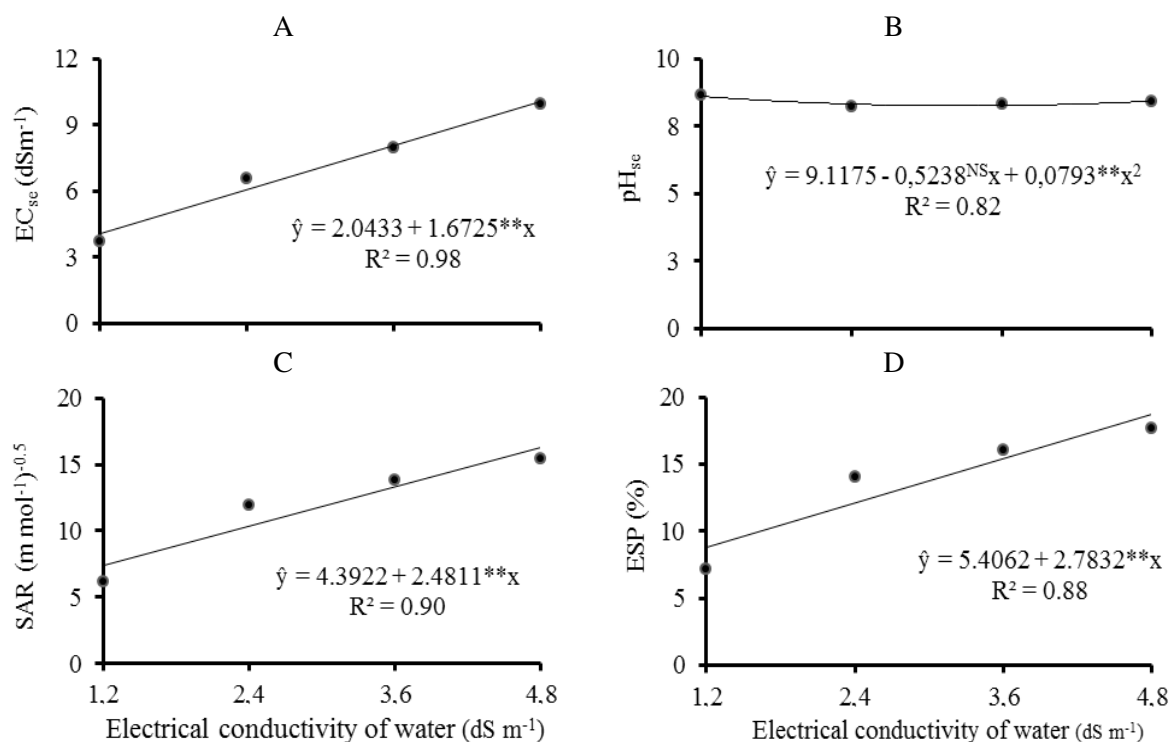 A
12
9
6
3
0
ECse (dSm-1)
ŷ = 2.0433 + 1.6725**x
R² = 0.98
B
10
8
5
3
0
pHse
ŷ = 9.1175 - 0,5238NSx + 0,0793**x²
R² = 0.82
C
20
15
10
5
0
SAR (m mol-1)-0.5
ŷ = 4.3922 + 2.4811**x
R² = 0.90
1.2 2.4 3.6 4.8
Electrical conductivity of water (dS m-1)
D
20
15
10
5
0
ESP (%)
ŷ = 5.4062 + 2.7832**x
R² = 0.88
1.2 2.4 3.6 4.8
Electrical conductivity of water (dS m-1)